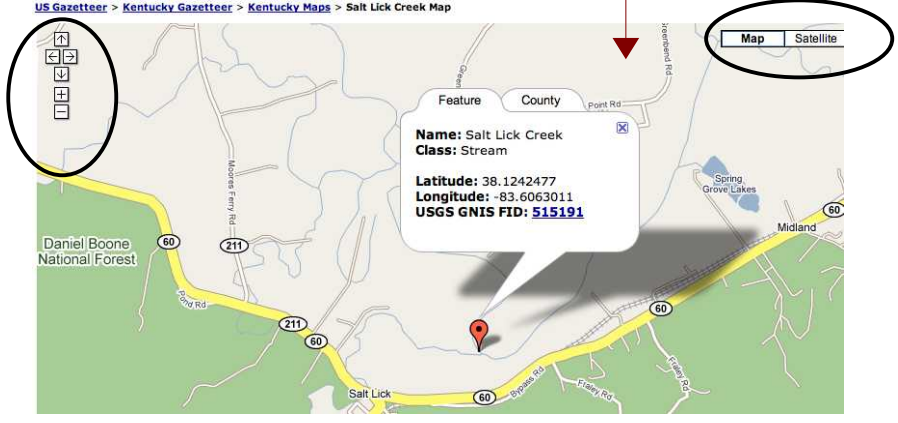 US Gazetteer > Kentucky Gazetteer > Kentucky Maps > Salt Lick Creek Map
Map Satellite
Greenbend Rd
Green
Feature County
Point Rd
Name: Salt Lick Creek
Class: Stream
Latitude: 38.1242477
Longitude: -83.6063011
USGS GNIS FID: 515191
Moores Ferry Rd
Spring
Grove Lakes
60
Midland
Daniel Boone
National Forest
60
211
Pond Rd
60
211
60
Salt Lick
60
Bypass Rd
Fraley Rd
Fraley Rd